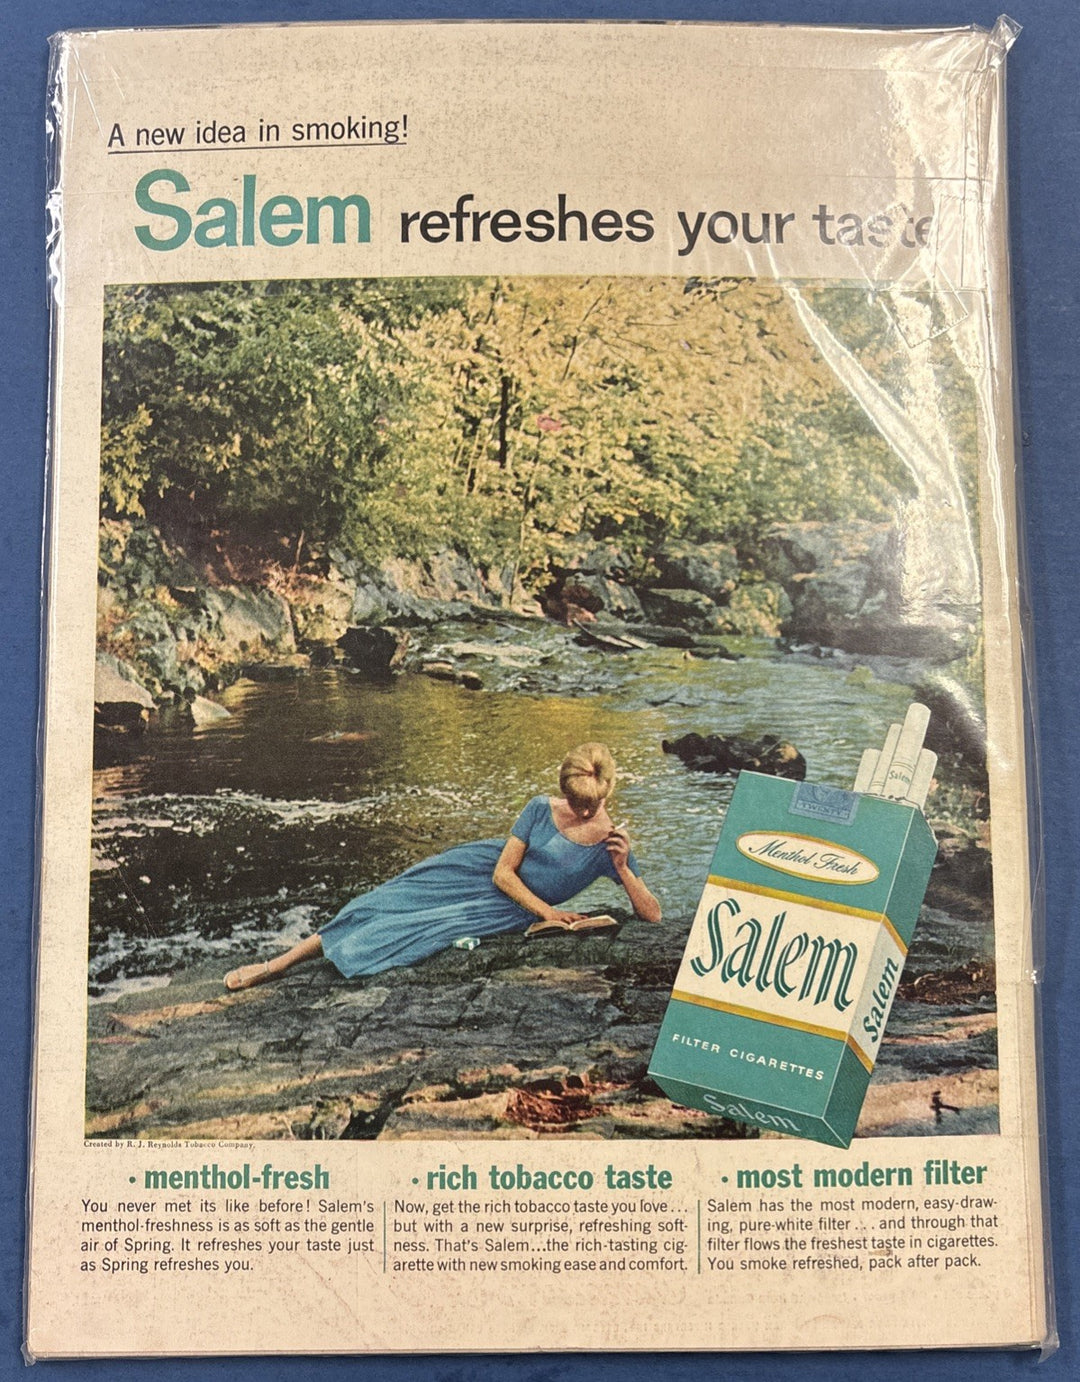 A new idea in smoking!
Salem refreshes your taste
Salem
Menthol Fresh
Salem
Salem
FILTER CIGARETTES
Salem
Created by R. J. Reynolds Tobacco Company.
• menthol-fresh
You never met its like before! Salem's
menthol-freshness is as soft as the gentle
air of Spring. It refreshes your taste just
as Spring refreshes you.
• rich tobacco taste
Now, get the rich tobacco taste you love...
but with a new surprise, refreshing soft-
ness. That's Salem...the rich-tasting cig-
arette with new smoking ease and comfort.
• most modern filter
Salem has the most modern, easy-draw-
ing, pure-white filter... and through that
filter flows the freshest taste in cigarettes.
You smoke refreshed, pack after pack.